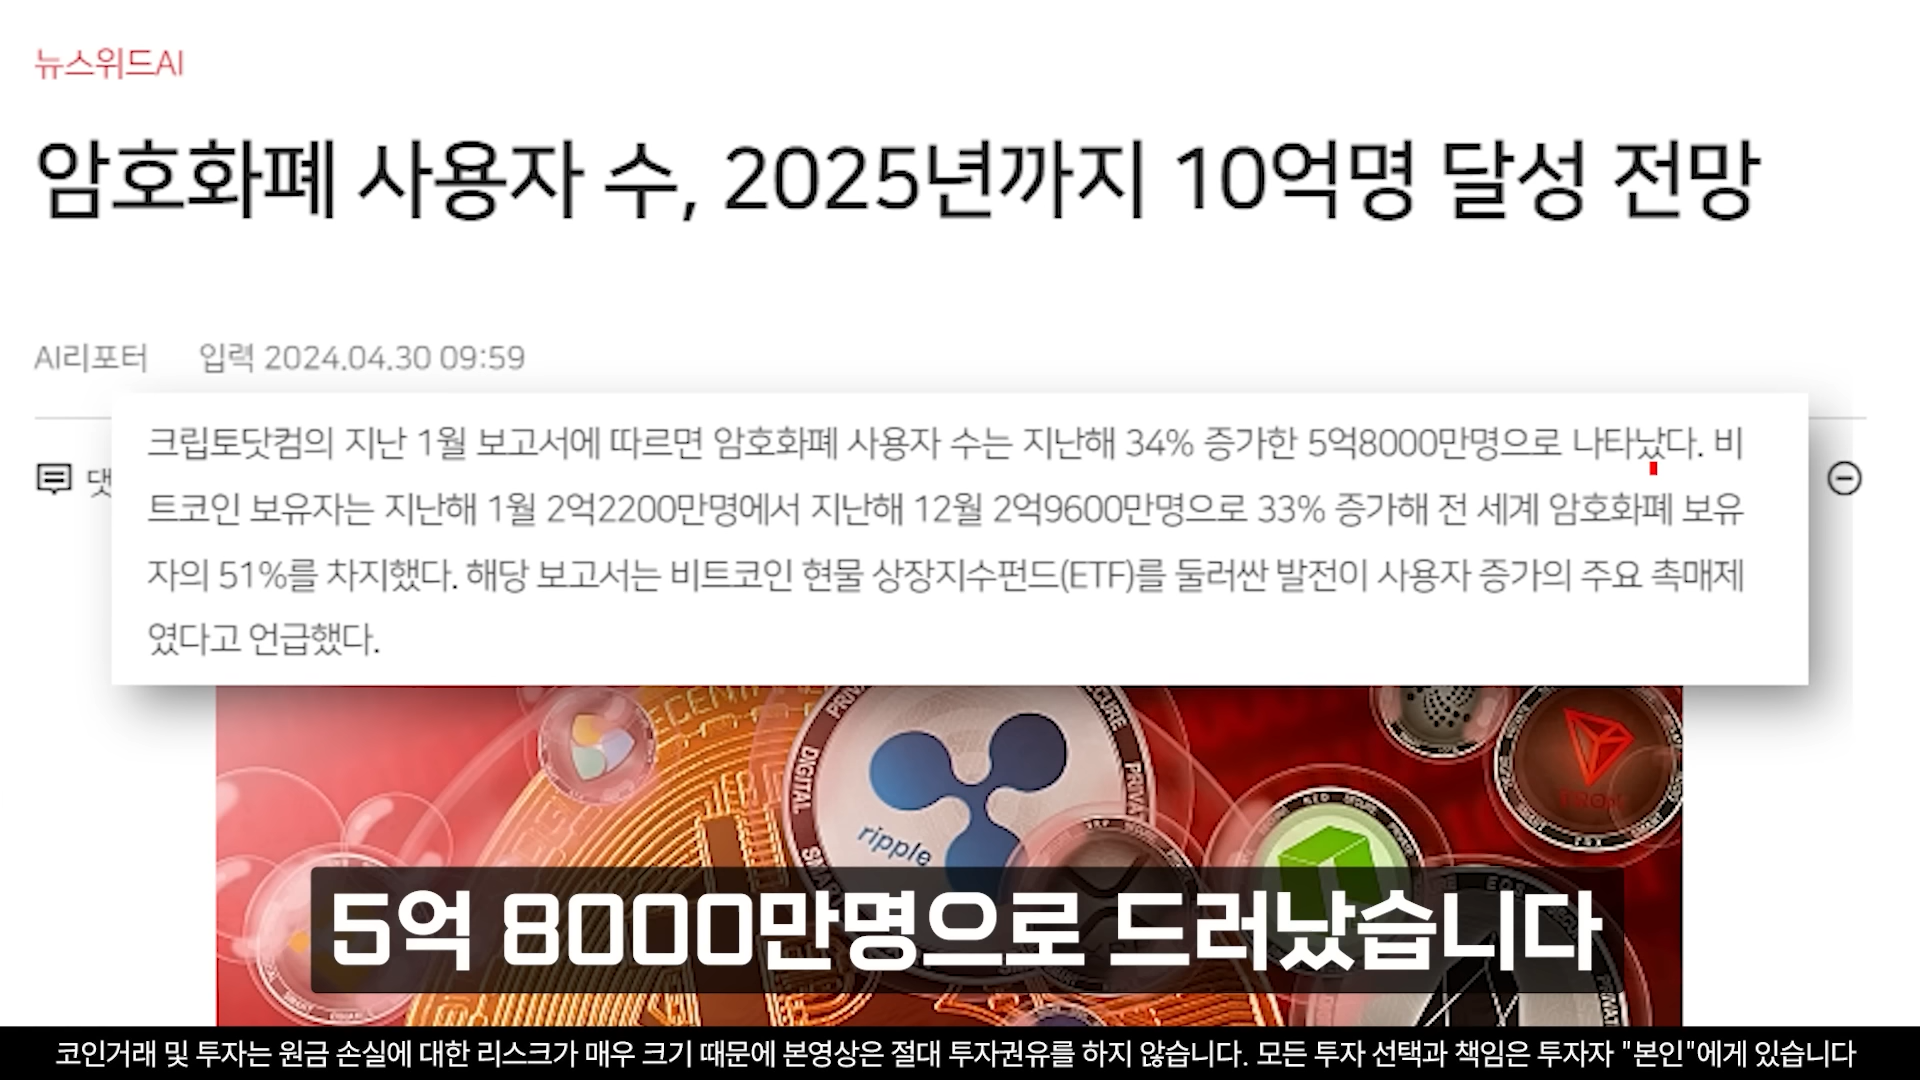 뉴스위드AI
암호화폐 사용자 수, 2025년까지 10억명 달성 전망
AI리포터 입력 2024.04.30 09:59
크립토닷컴의 지난 1월 보고서에 따르면 암호화폐 사용자 수는 지난해 34% 증가한 5억8000만명으로 나타났다. 비
트코인 보유자는 지난해 1월 2억2200만명에서 지난해 12월 2억9600만명으로 33% 증가해 전 세계 암호화폐 보유
자의 51%를 차지했다. 해당 보고서는 비트코인 현물 상장지수펀드(ETF)를 둘러싼 발전이 사용자 증가의 주요 촉매제
였다고 언급했다.
댓
SECURE
DIGITAL
ripple
TRON
EOS
5억 8000만명으로 드러났습니다
코인거래 및 투자는 원금 손실에 대한 리스크가 매우 크기 때문에 본영상은 절대 투자권유를 하지 않습니다. 모든 투자 선택과 책임은 투자자 "본인"에게 있습니다